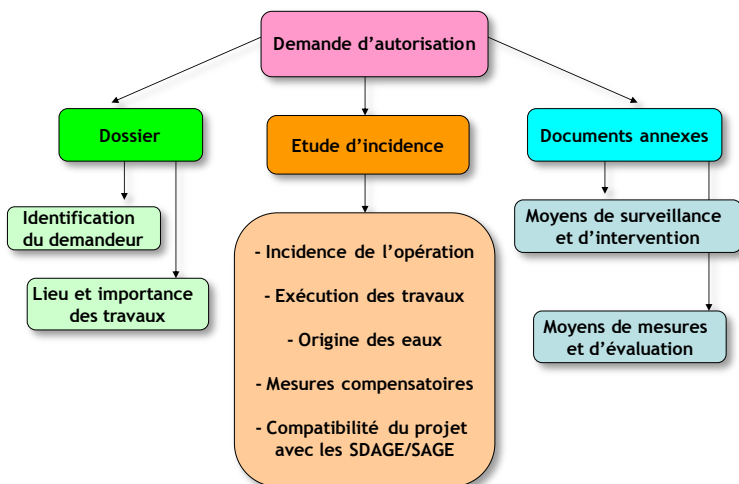 Demande d'autorisation
Dossier
Etude d'incidence
Documents annexes
Identification
du demandeur
Lieu et importance
des travaux
- Incidence de l'opération
- Exécution des travaux
- Origine des eaux
- Mesures compensatoires
- Compatibilité du projet
avec les SDAGE/SAGE
Moyens de surveillance
et d'intervention
Moyens de mesures
et d'évaluation